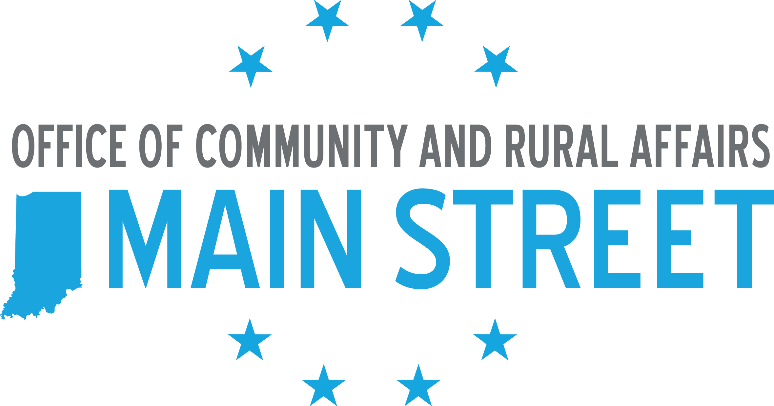 OFFICE OF COMMUNITY AND RURAL AFFAIRS
MAIN STREET